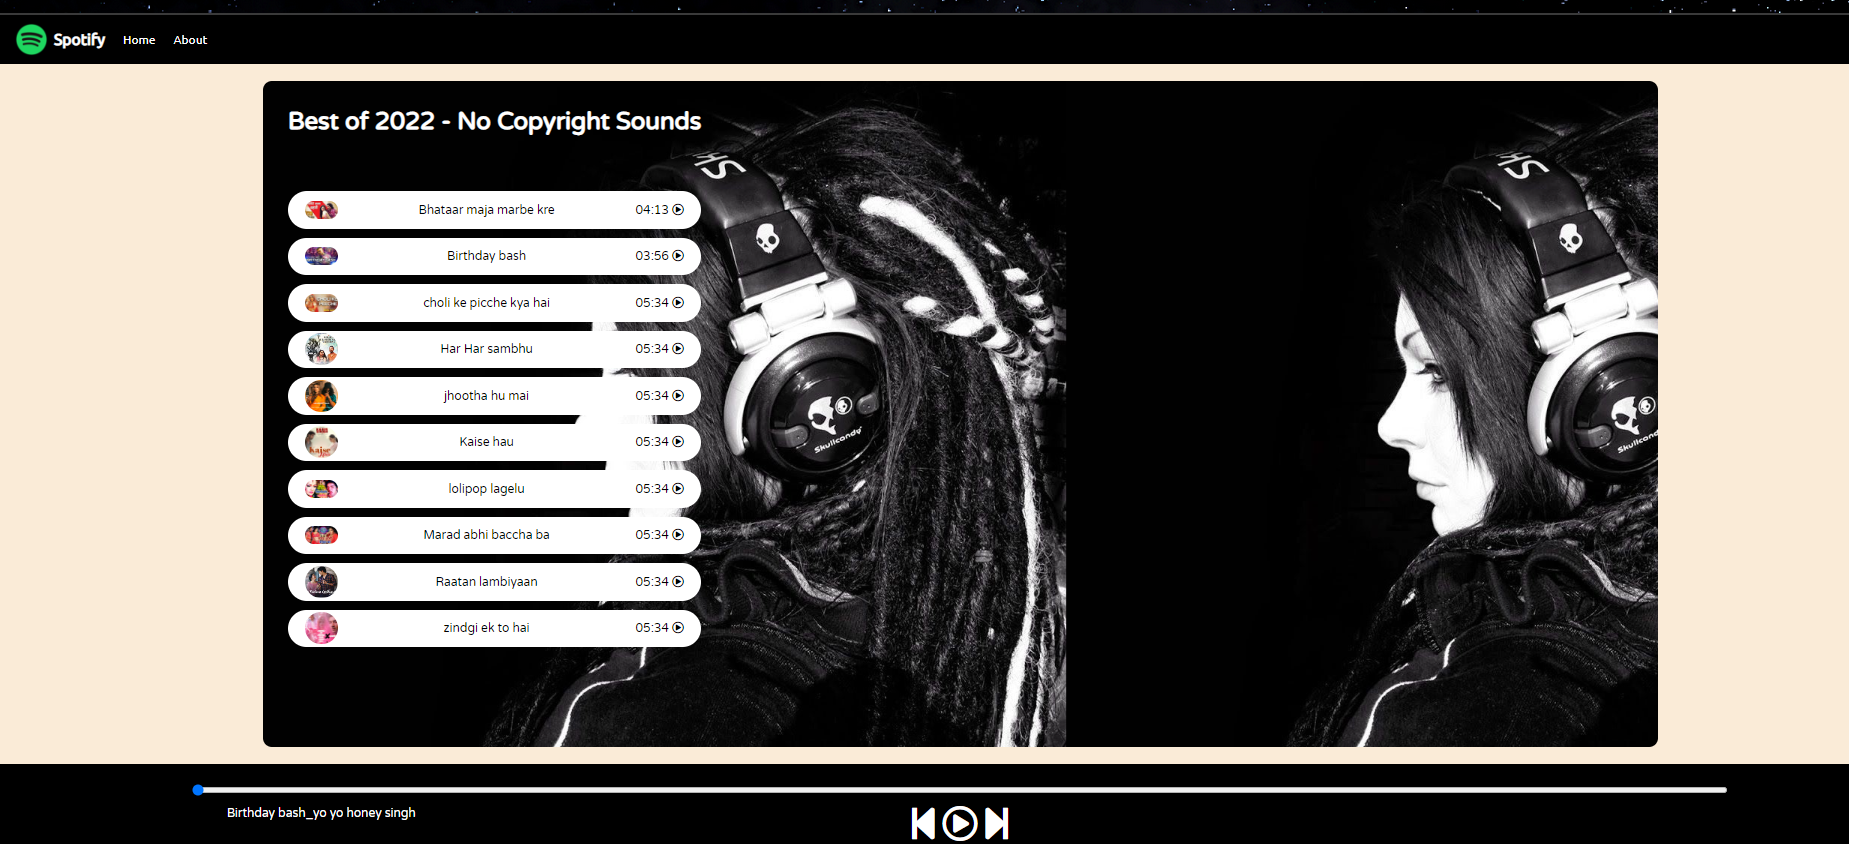 Spotify Home About
Best of 2022 - No Copyright Sounds
Bhataar maja marbe kre 04:13
Birthday bash 03:56
choli ke picche kya hai 05:34
Har Har sambhu 05:34
jhootha hu mai 05:34
Kaise hau 05:34
lolipop lagelu 05:34
Marad abhi baccha ba 05:34
Raatan lambiyaan 05:34
zindgi ek to hai 05:34
Skullcandy
Skullcandy
Birthday bash_yo yo honey singh